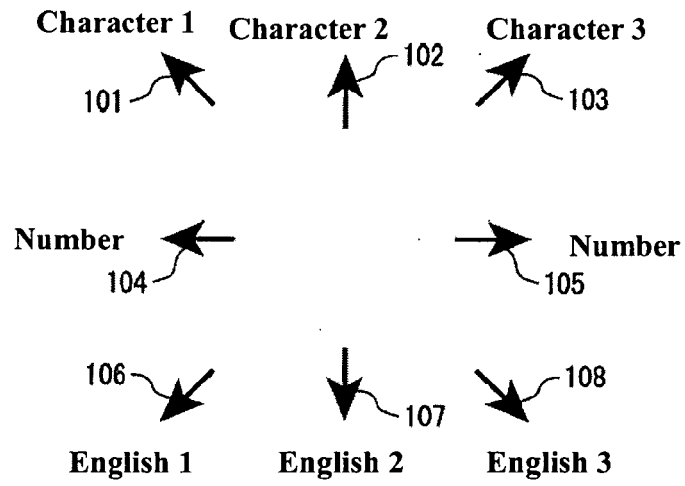 Character 1
Character 2
Character 3
101
102
103
Number
Number
104
105
106
107
108
English 1
English 2
English 3